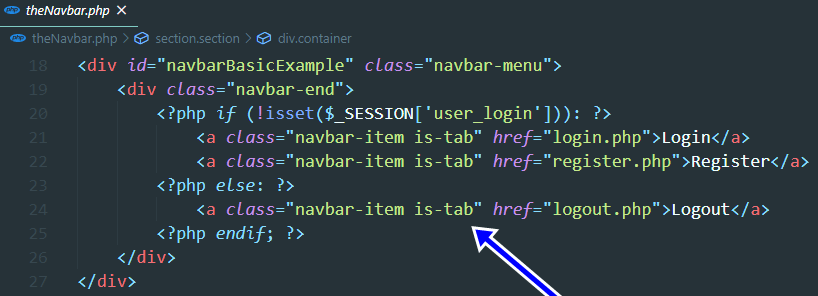 theNavbar.php ×
theNavbar.php > section.section > div.container
18 <div id="navbarBasicExample" class="navbar-menu">
19 <div class="navbar-end">
20 <?php if (!isset($_SESSION['user_login'])): ?>
21 <a class="navbar-item is-tab" href="login.php">Login</a>
22 <a class="navbar-item is-tab" href="register.php">Register</a>
23 <?php else: ?>
24 <a class="navbar-item is-tab" href="logout.php">Logout</a>
25 <?php endif; ?>
26 </div>
27 </div>